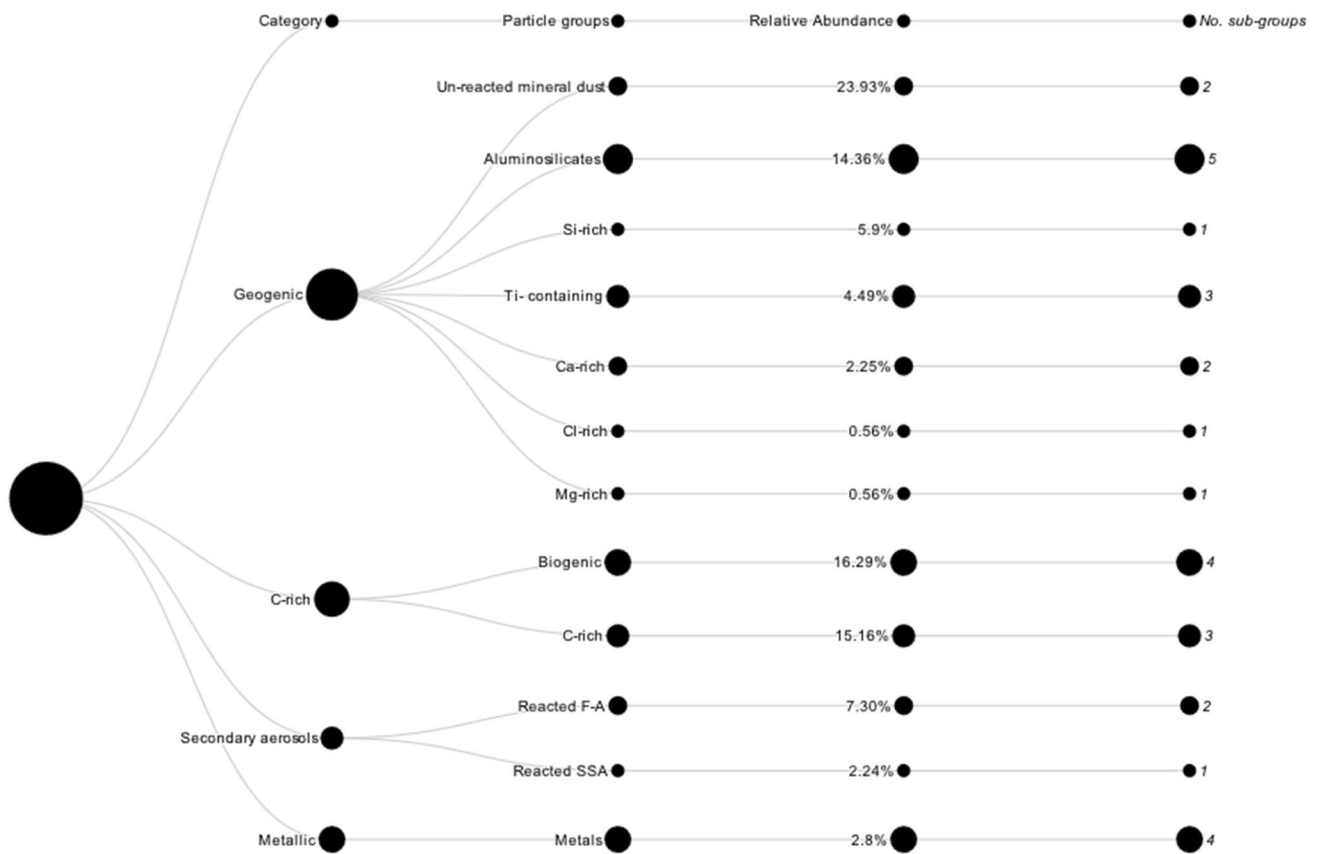 Category Particle groups Relative Abundance No. sub-groups
Un-reacted mineral dust 23.93% 2
Aluminosilicates 14.36% 5
Si-rich 5.9% 1
Geogenic Ti- containing 4.49% 3
Ca-rich 2.25% 2
Cl-rich 0.56% 1
Mg-rich 0.56% 1
Biogenic 16.29% 4
C-rich
C-rich 15.16% 3
Reacted F-A 7.30% 2
Secondary aerosols
Reacted SSA 2.24% 1
Metallic Metals 2.8% 4